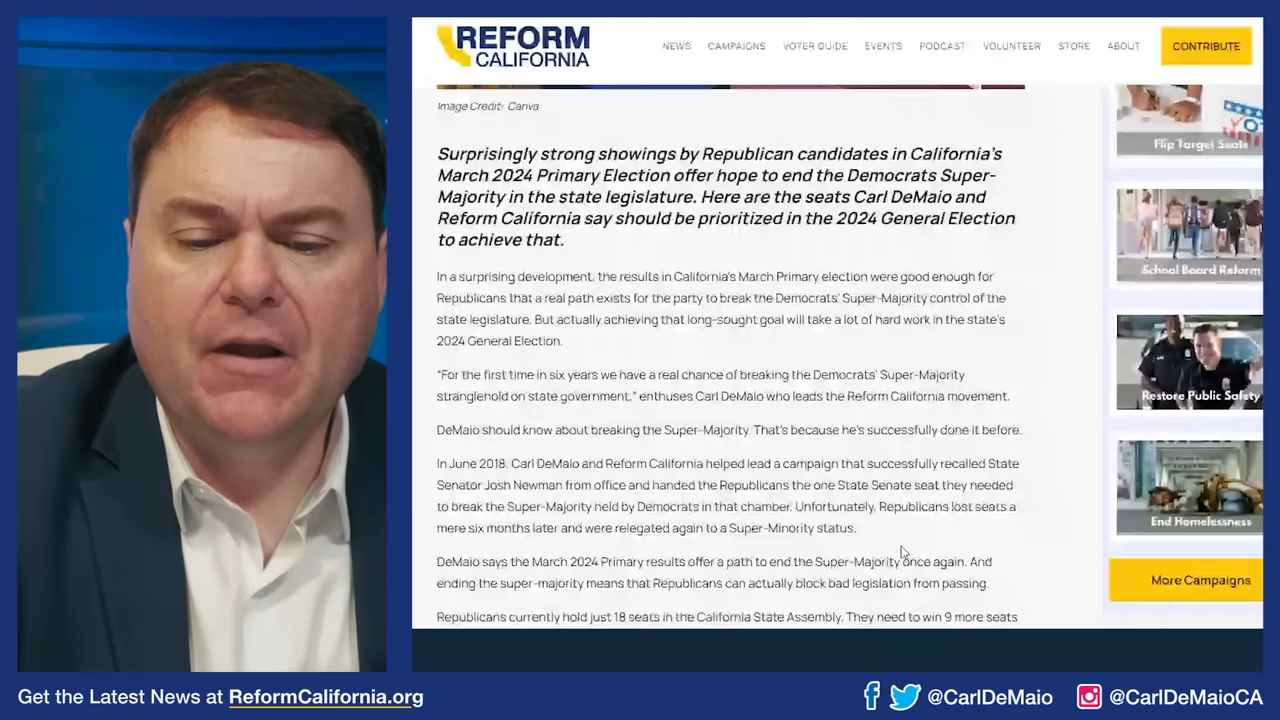 REFORM
CALIFORNIA
NEWS CAMPAIGNS VOTER GUIDE EVENTS PODCAST VOLUNTEER STORE ABOUT CONTRIBUTE
Image Credit: Canva
Surprisingly strong showings by Republican candidates in California's
March 2024 Primary Election offer hope to end the Democrats Super-
Majority in the state legislature. Here are the seats Carl DeMaio and
Reform California say should be prioritized in the 2024 General Election
to achieve that.
In a surprising development, the results in California's March Primary election were good enough for
Republicans that a real path exists for the party to break the Democrats' Super-Majority control of the
state legislature. But actually achieving that long-sought goal will take a lot of hard work in the state's
2024 General Election.
"For the first time in six years we have a real chance of breaking the Democrats' Super-Majority
stranglehold on state government," enthuses Carl DeMaio who leads the Reform California movement.
DeMaio should know about breaking the Super-Majority. That's because he's successfully done it before.
In June 2018, Carl DeMaio and Reform California helped lead a campaign that successfully recalled State
Senator Josh Newman from office and handed the Republicans the one State Senate seat they needed
to break the Super-Majority held by Democrats in that chamber. Unfortunately, Republicans lost seats a
mere six months later and were relegated again to a Super-Minority status.
DeMaio says the March 2024 Primary results offer a path to end the Super-Majority once again. And
ending the super-majority means that Republicans can actually block bad legislation from passing.
Republicans currently hold just 18 seats in the California State Assembly. They need to win 9 more seats
Flip Target Seats
School Board Reform
Restore Public Safety
End Homelessness
More Campaigns
Get the Latest News at ReformCalifornia.org
@CarlDeMaio
@CarlDeMaioCA